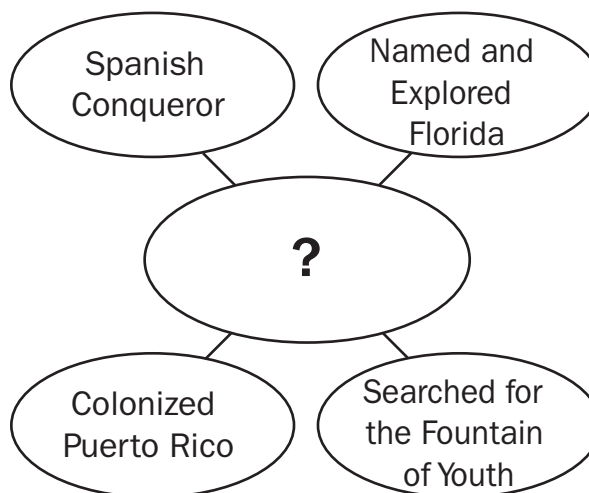 Spanish
Conqueror
Named and
Explored
Florida
?
Colonized
Puerto Rico
Searched for
the Fountain
of Youth